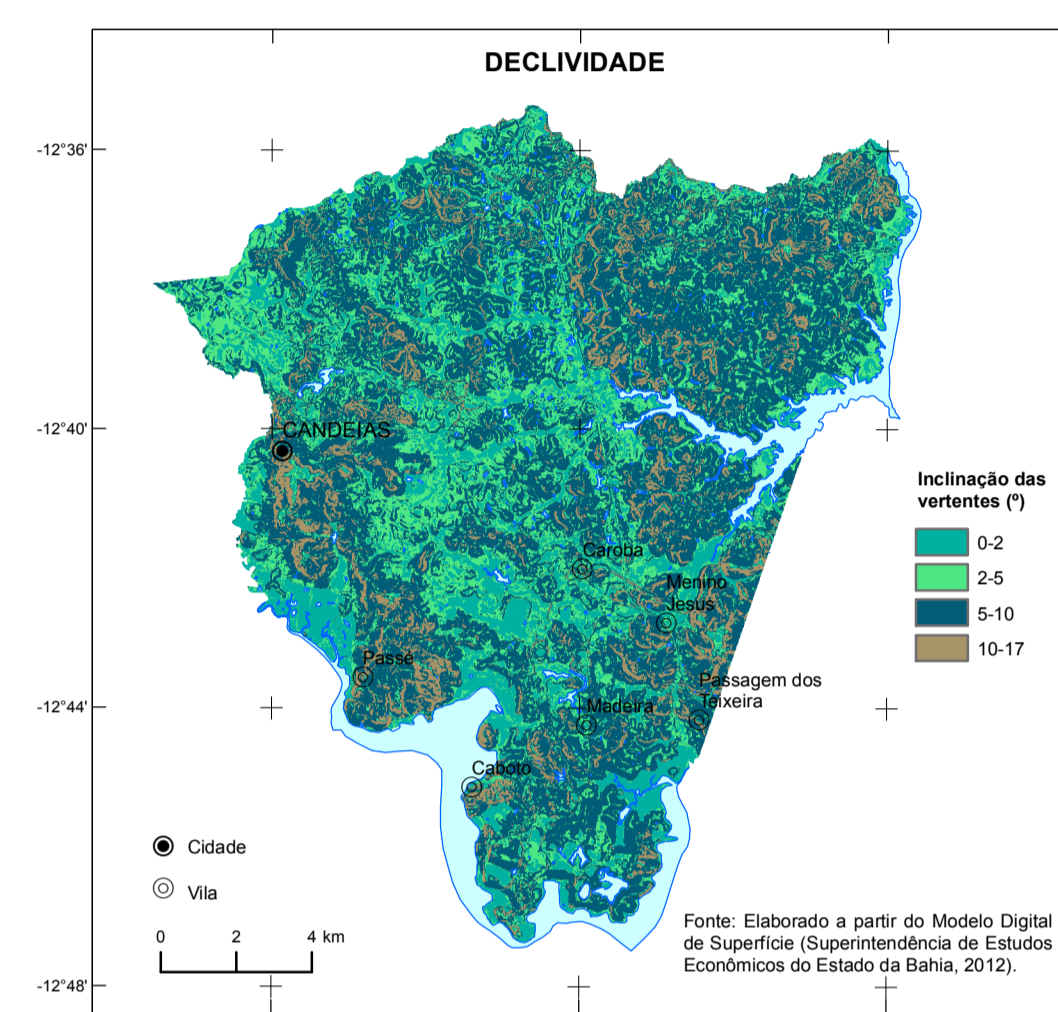 DECLIVIDADE
-12°36'
-12°40'
CANDEIAS
Inclinação das
vertentes (º)
0-2
2-5
5-10
10-17
Caroba
Menino
Jesus
Passé
Passagem dos
Teixeira
-12°44'
Madeira
Caboto
Cidade
Vila
0 2 4 km
Fonte: Elaborado a partir do Modelo Digital
de Superfície (Superintendência de Estudos
Econômicos do Estado da Bahia, 2012).
-12°48'